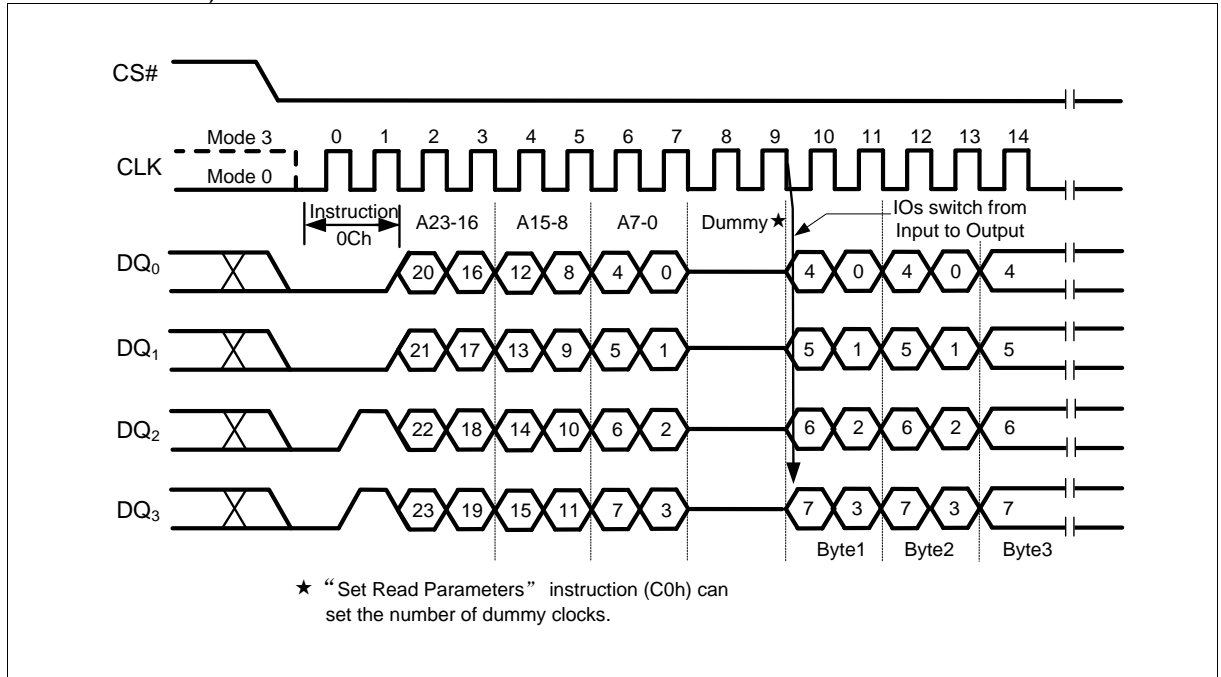 CS#
Mode 3
0 1 2 3 4 5 6 7 8 9 10 11 12 13 14
CLK
Mode 0
Instruction
0Ch
A23-16 A15-8 A7-0 Dummy★
IOs switch from
Input to Output
DQ0
20 16 12 8 4 0 4 0 4 0 4
DQ1
21 17 13 9 5 1 5 1 5 1 5
DQ2
22 18 14 10 6 2 6 2 6 2 6
DQ3
23 19 15 11 7 3 7 3 7 3 7
Byte1 Byte2 Byte3
★ “Set Read Parameters” instruction (C0h) can
set the number of dummy clocks.